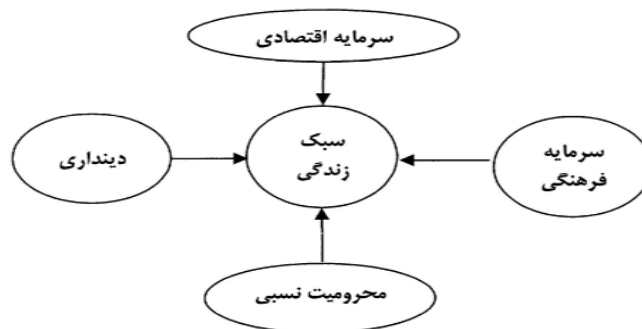 سرمایه اقتصادی
سبک
زندگی
دینداری
سرمایه
فرهنگی
محرومیت نسبی